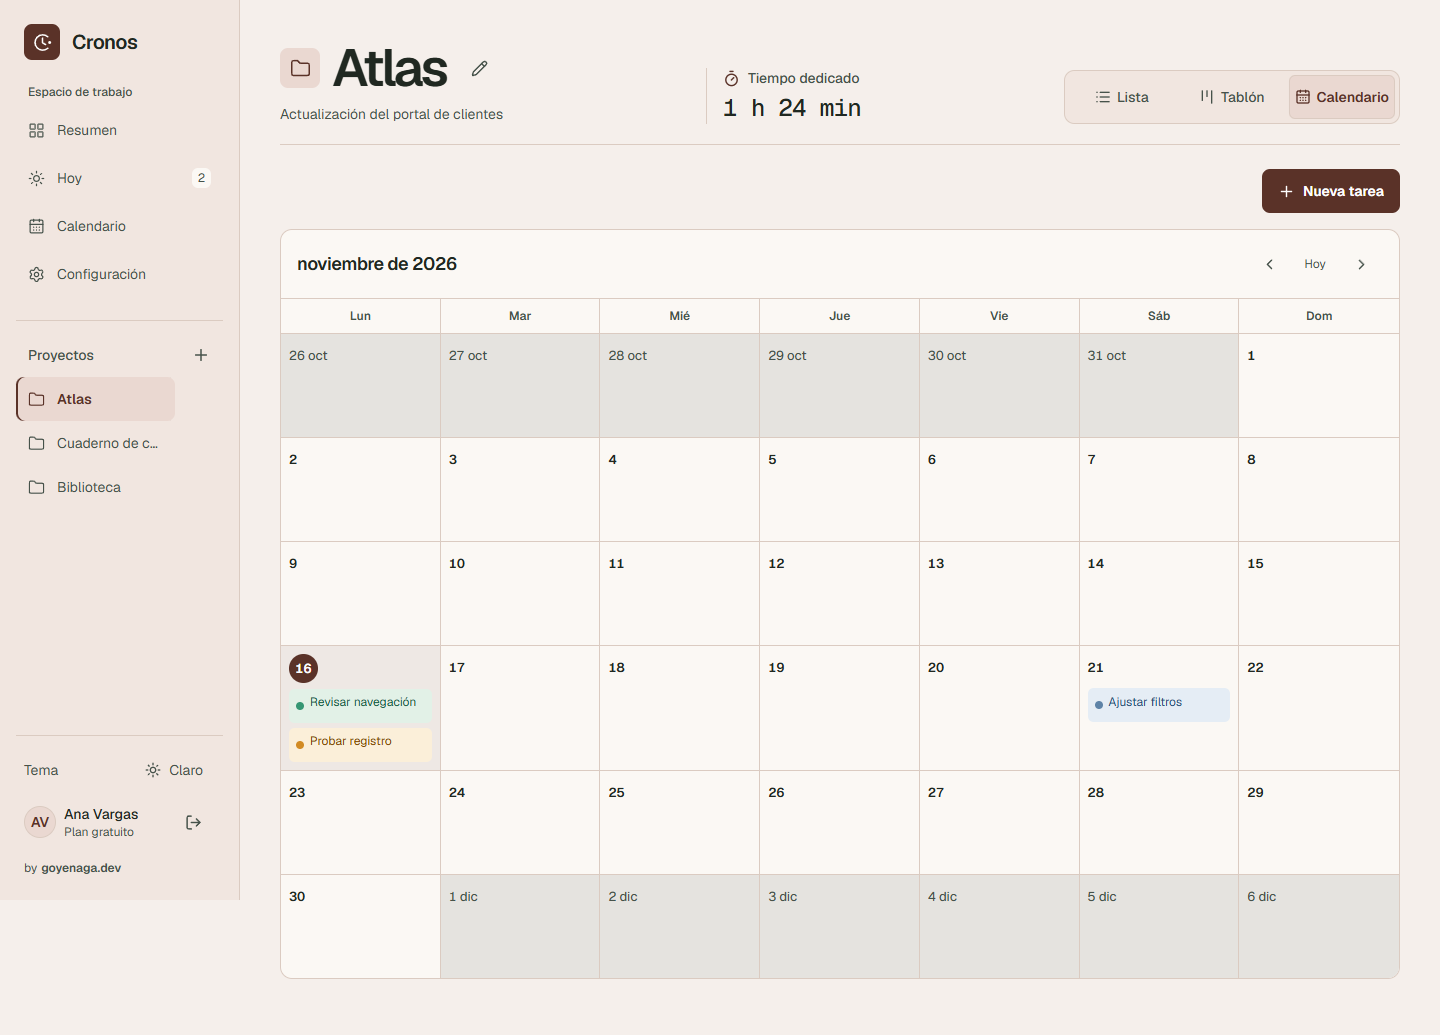 Cronos
Espacio de trabajo
Resumen
Hoy 2
Calendario
Configuración
Proyectos
Atlas
Cuaderno de c...
Biblioteca
Tema Claro
AV Ana Vargas
Plan gratuito
by goyenaga.dev
Atlas
Actualización del portal de clientes
Tiempo dedicado
1 h 24 min
Lista Tablón Calendario
Nueva tarea
noviembre de 2026
Hoy
Lun Mar Mié Jue Vie Sáb Dom
26 oct 27 oct 28 oct 29 oct 30 oct 31 oct 1
2 3 4 5 6 7 8
9 10 11 12 13 14 15
16 17 18 19 20 21 22
Revisar navegación Ajustar filtros
Probar registro
23 24 25 26 27 28 29
30 1 dic 2 dic 3 dic 4 dic 5 dic 6 dic